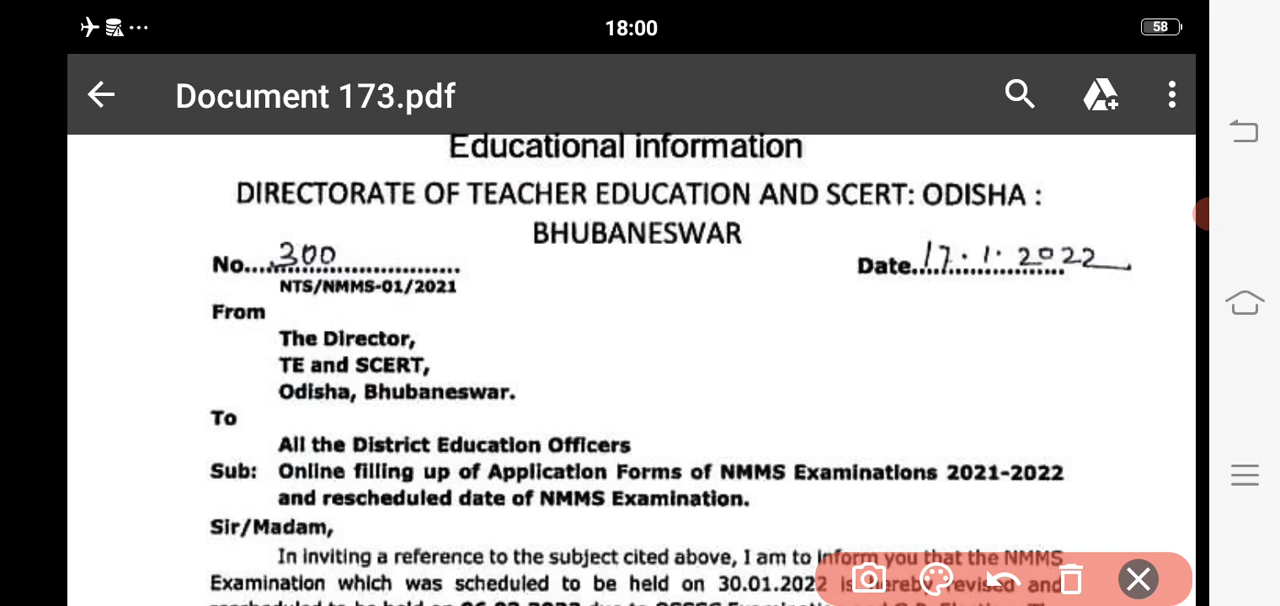 18:00
58
Document 173.pdf
Educational information
DIRECTORATE OF TEACHER EDUCATION AND SCERT: ODISHA :
BHUBANESWAR
No....300..............................
Date....17.1.2022
NTS/NMMS-01/2021
From
The Director,
TE and SCERT,
Odisha, Bhubaneswar.
To
All the District Education Officers
Sub: Online filling up of Application Forms of NMMS Examinations 2021-2022
and rescheduled date of NMMS Examination.
Sir/Madam,
In inviting a reference to the subject cited above, I am to inform you that the NMMS
Examination which was scheduled to be held on 30.01.2022 is hereby revised and